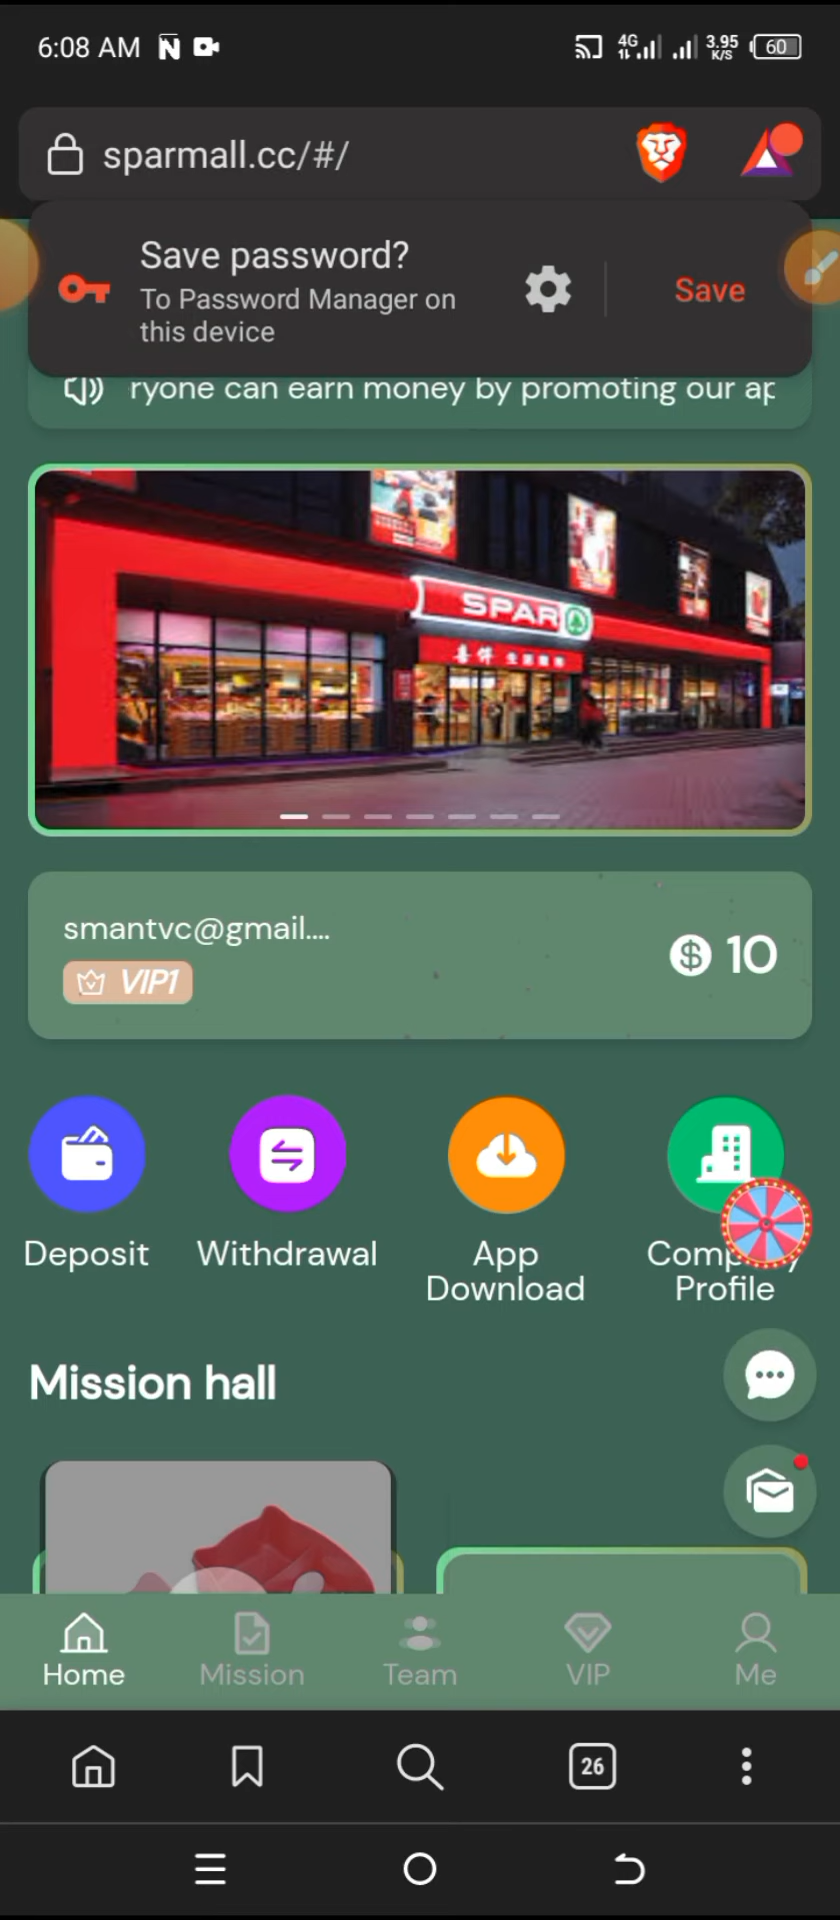 6:08 AM
4G
3.95
K/S
60
sparmall.cc/#/
Save password?
To Password Manager on
this device
Save
ryone can earn money by promoting our ap
SPAR
smantvc@gmail....
VIP1
$ 10
Deposit
Withdrawal
App
Download
Profile
Mission hall
Home
Mission
Team
VIP
Me
26